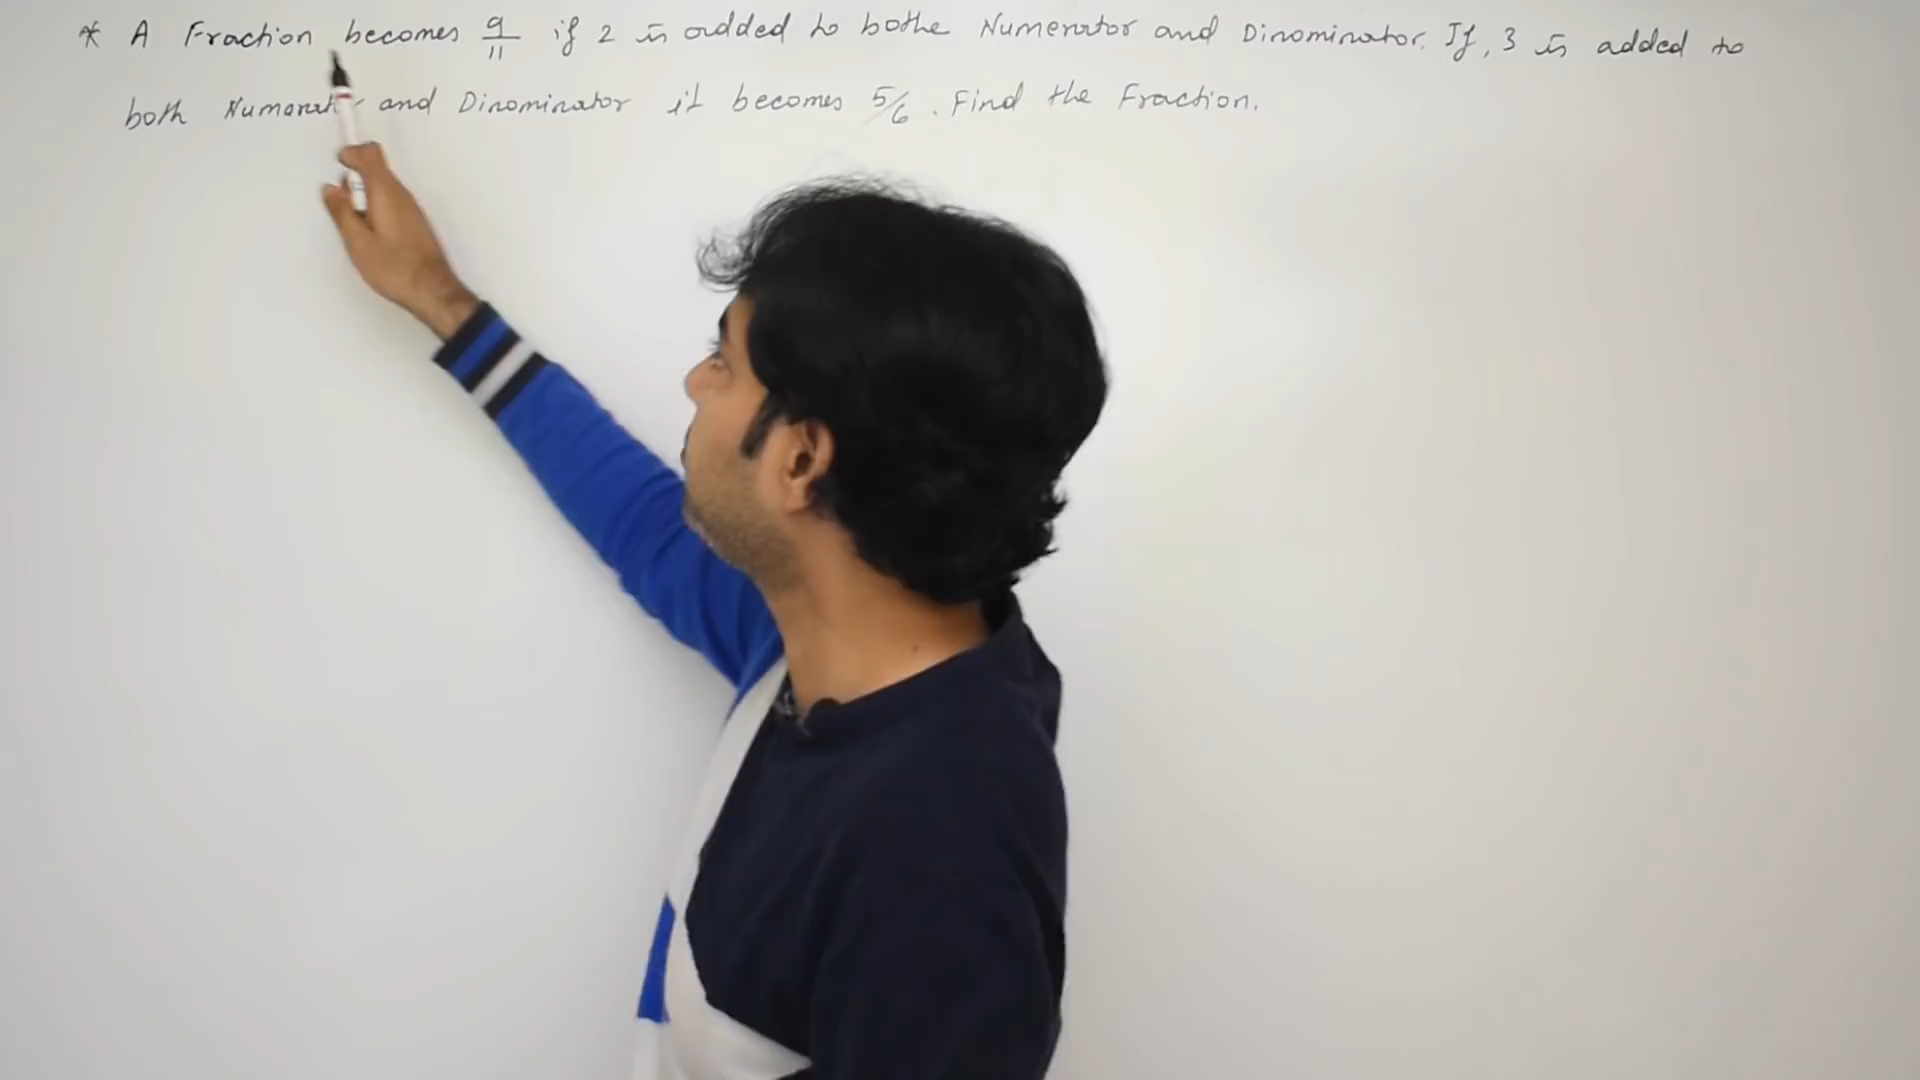 * A Fraction becomes 9/11 if 2 is added to bothe Numerator and Dinominator. If, 3 is added to
both Numerator and Dinominator it becomes 5/6. Find the Fraction.